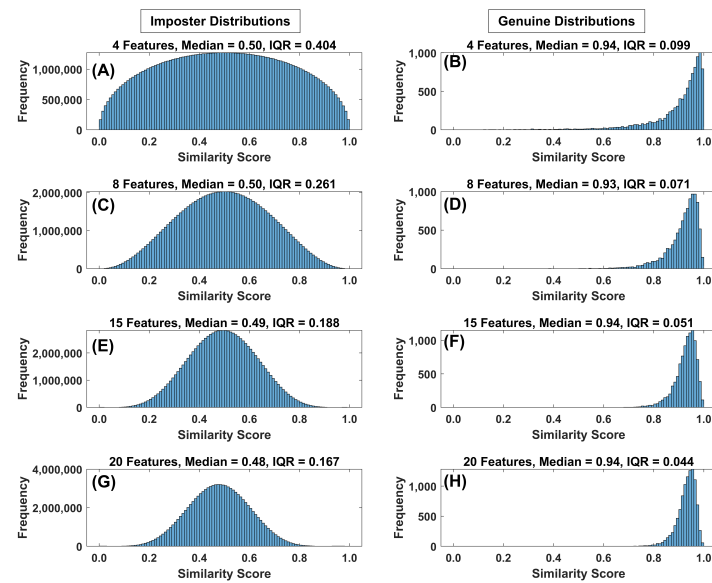 Imposter Distributions
Genuine Distributions
4 Features, Median = 0.50, IQR = 0.404
(A)
1,000,000
500,000
0
Frequency
0.0 0.2 0.4 0.6 0.8 1.0
Similarity Score
4 Features, Median = 0.94, IQR = 0.099
(B)
1,000
500
0
Frequency
0.0 0.2 0.4 0.6 0.8 1.0
Similarity Score
8 Features, Median = 0.50, IQR = 0.261
(C)
2,000,000
1,000,000
0
Frequency
0.0 0.2 0.4 0.6 0.8 1.0
Similarity Score
8 Features, Median = 0.93, IQR = 0.071
(D)
1,000
500
0
Frequency
0.0 0.2 0.4 0.6 0.8 1.0
Similarity Score
15 Features, Median = 0.49, IQR = 0.188
(E)
2,000,000
1,000,000
0
Frequency
0.0 0.2 0.4 0.6 0.8 1.0
Similarity Score
15 Features, Median = 0.94, IQR = 0.051
(F)
1,000
500
0
Frequency
0.0 0.2 0.4 0.6 0.8 1.0
Similarity Score
20 Features, Median = 0.48, IQR = 0.167
(G)
4,000,000
2,000,000
0
Frequency
0.0 0.2 0.4 0.6 0.8 1.0
Similarity Score
20 Features, Median = 0.94, IQR = 0.044
(H)
1,000
500
0
Frequency
0.0 0.2 0.4 0.6 0.8 1.0
Similarity Score